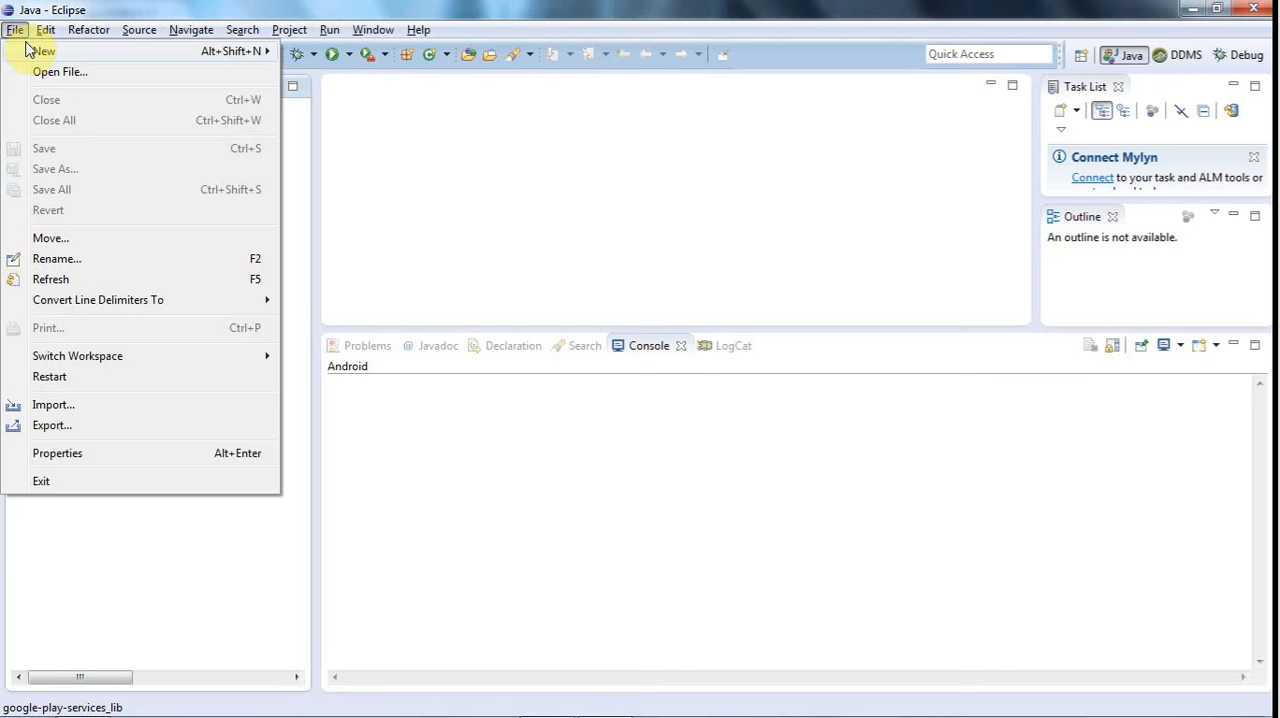 Java - Eclipse
File Edit Refactor Source Navigate Search Project Run Window Help
New Alt+Shift+N
Open File...
Close Ctrl+W
Close All Ctrl+Shift+W
Save Ctrl+S
Save As...
Save All Ctrl+Shift+S
Revert
Move...
Rename... F2
Refresh F5
Convert Line Delimiters To
Print... Ctrl+P
Switch Workspace
Restart
Import...
Export...
Properties Alt+Enter
Exit
Quick Access
Java DDMS Debug
Task List
Connect Mylyn
Connect to your task and ALM tools or
Outline
An outline is not available.
Problems @ Javadoc Declaration Search Console LogCat
Android
google-play-services_lib